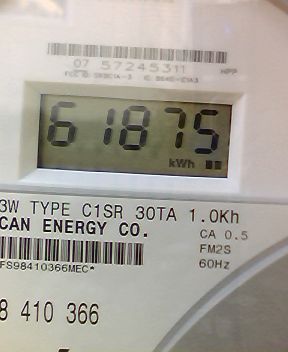 07 57245311
61875
kWh
3W TYPE C1SR 30TA 1.0Kh
CAN ENERGY CO.
CA 0.5
FM2S
60Hz
FS98410366MEC*
8 410 366